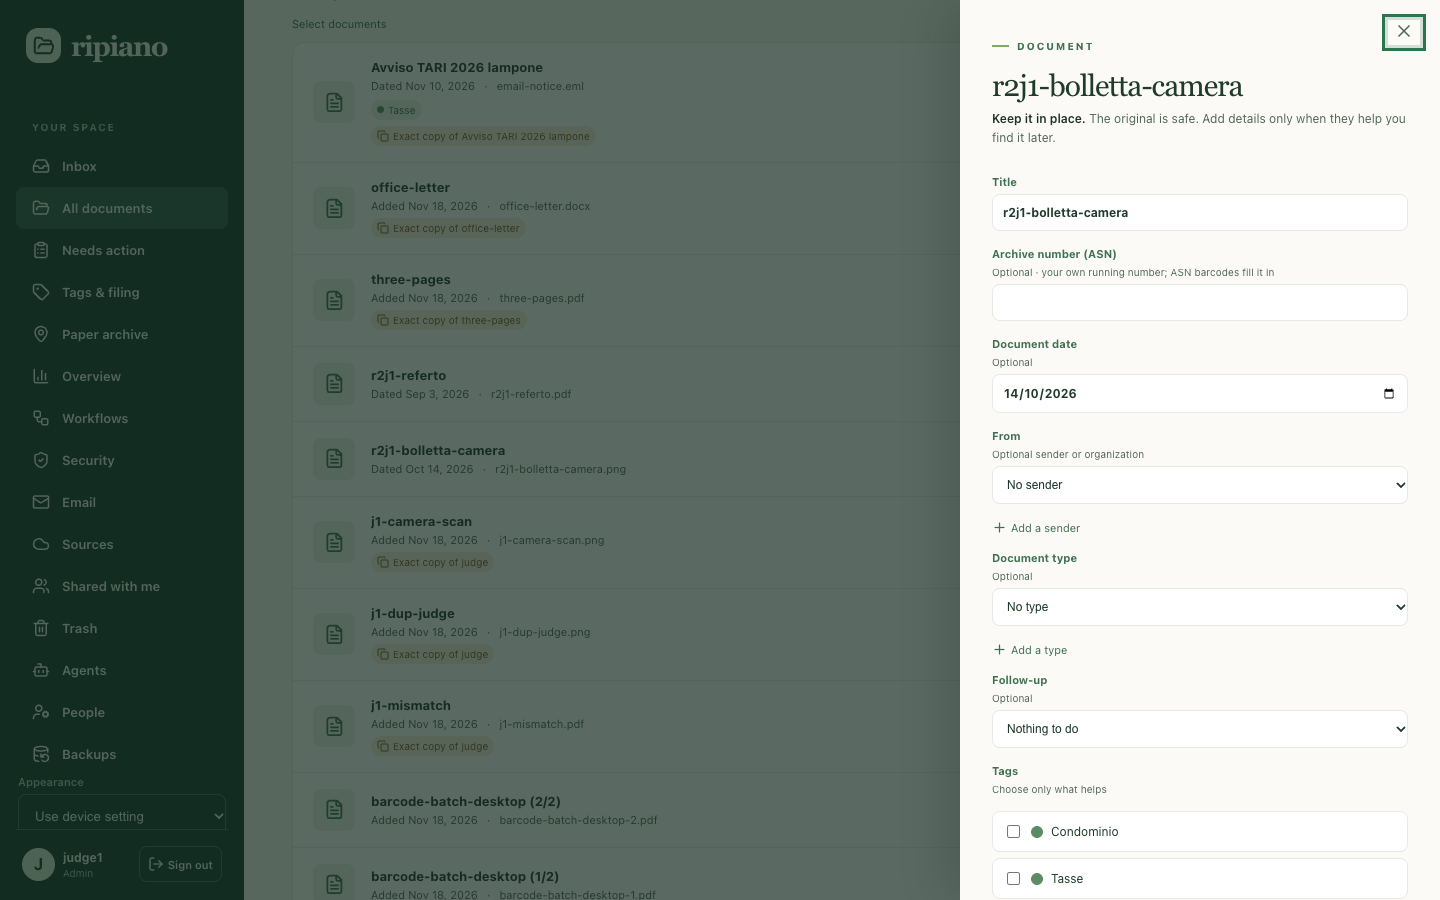 ripiano
YOUR SPACE
Inbox
All documents
Needs action
Tags & filing
Paper archive
Overview
Workflows
Security
Email
Sources
Shared with me
Trash
Agents
People
Backups
Appearance
Use device setting
J
judge1
Admin
Sign out
Select documents
Avviso TARI 2026 lampone
Dated Nov 10, 2026 · email-notice.eml
Tasse
Exact copy of Avviso TARI 2026 lampone
office-letter
Added Nov 18, 2026 · office-letter.docx
Exact copy of office-letter
three-pages
Added Nov 18, 2026 · three-pages.pdf
Exact copy of three-pages
r2j1-referto
Dated Sep 3, 2026 · r2j1-referto.pdf
r2j1-bolletta-camera
Dated Oct 14, 2026 · r2j1-bolletta-camera.png
j1-camera-scan
Added Nov 18, 2026 · j1-camera-scan.png
Exact copy of judge
j1-dup-judge
Added Nov 18, 2026 · j1-dup-judge.png
Exact copy of judge
j1-mismatch
Added Nov 18, 2026 · j1-mismatch.pdf
Exact copy of judge
barcode-batch-desktop (2/2)
Added Nov 18, 2026 · barcode-batch-desktop-2.pdf
barcode-batch-desktop (1/2)
Added Nov 18, 2026 · barcode-batch-desktop-1.pdf
DOCUMENT
r2j1-bolletta-camera
Keep it in place. The original is safe. Add details only when they help you
find it later.
Title
r2j1-bolletta-camera
Archive number (ASN)
Optional · your own running number; ASN barcodes fill it in
Document date
Optional
14/10/2026
From
Optional sender or organization
No sender
Add a sender
Document type
Optional
No type
Add a type
Follow-up
Optional
Nothing to do
Tags
Choose only what helps
Condominio
Tasse